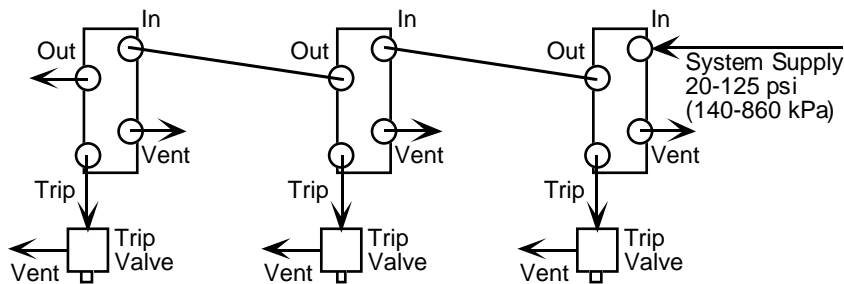 In
In
In
Out
Out
Out
System Supply
20-125 psi
(140-860 kPa)
Vent
Vent
Vent
Trip
Trip
Trip
Trip
Valve
Trip
Valve
Trip
Valve
Vent
Vent
Vent